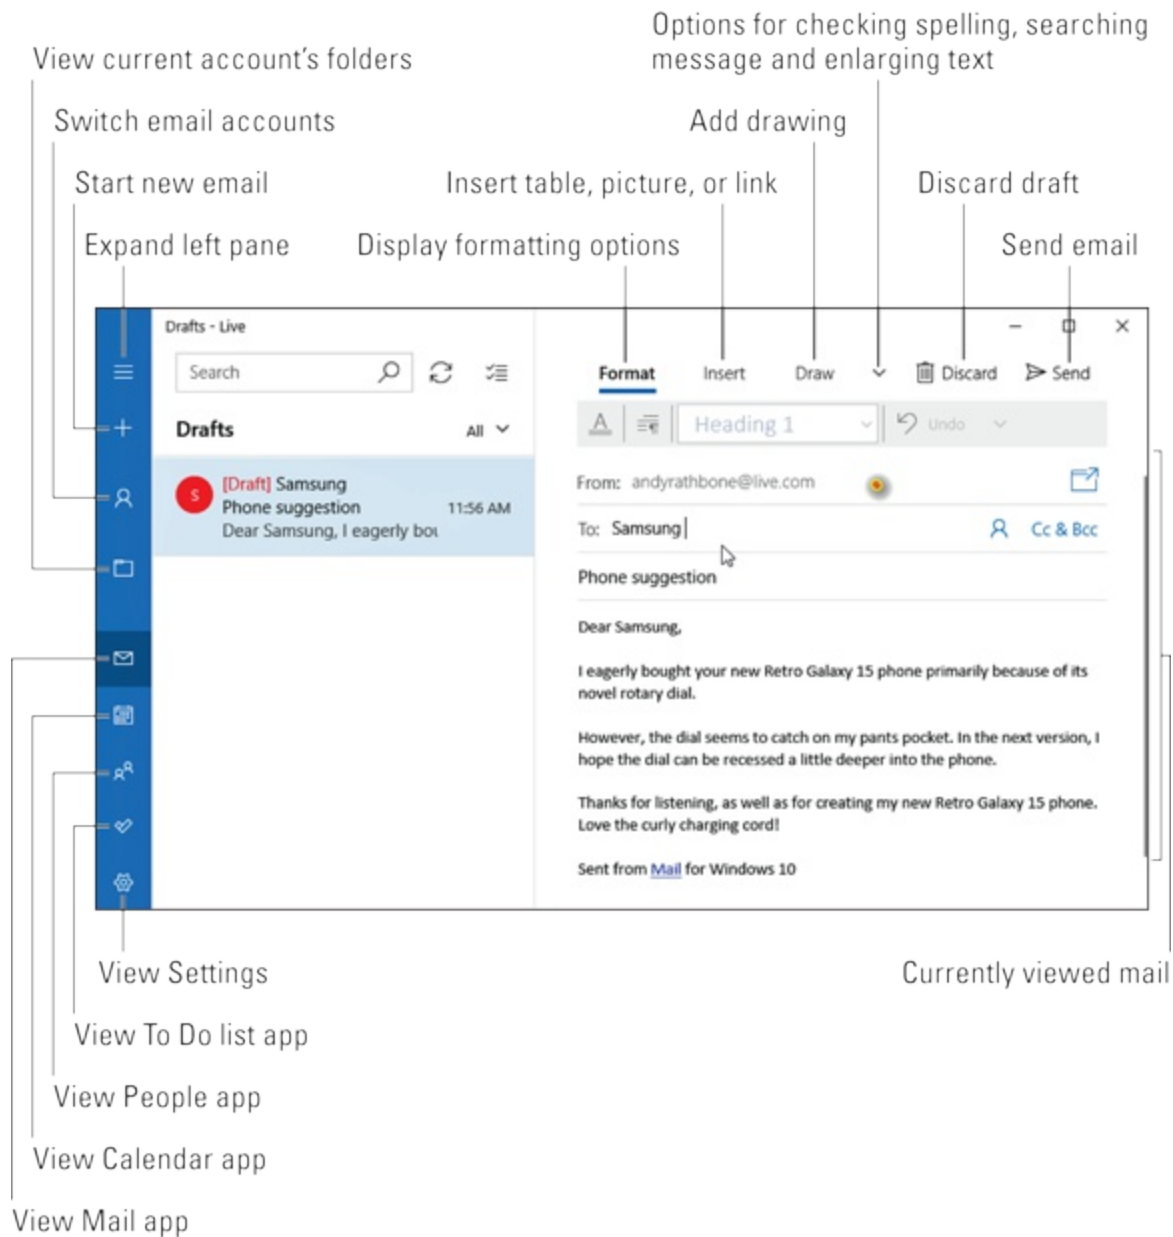 Options for checking spelling, searching
message and enlarging text
View current account's folders
Switch email accounts
Add drawing
Start new email
Insert table, picture, or link
Discard draft
Expand left pane
Display formatting options
Send email
Drafts - Live
Search
Format
Insert
Draw
Discard
Send
Drafts
All
A
Heading 1
Undo
S
[Draft] Samsung
Phone suggestion
11:56 AM
Dear Samsung, I eagerly bou
From: andyrathbone@live.com
To: Samsung
Cc & Bcc
Phone suggestion
Dear Samsung,
I eagerly bought your new Retro Galaxy 15 phone primarily because of its
novel rotary dial.
However, the dial seems to catch on my pants pocket. In the next version, I
hope the dial can be recessed a little deeper into the phone.
Thanks for listening, as well as for creating my new Retro Galaxy 15 phone.
Love the curly charging cord!
Sent from Mail for Windows 10
View Settings
Currently viewed mail
View To Do list app
View People app
View Calendar app
View Mail app